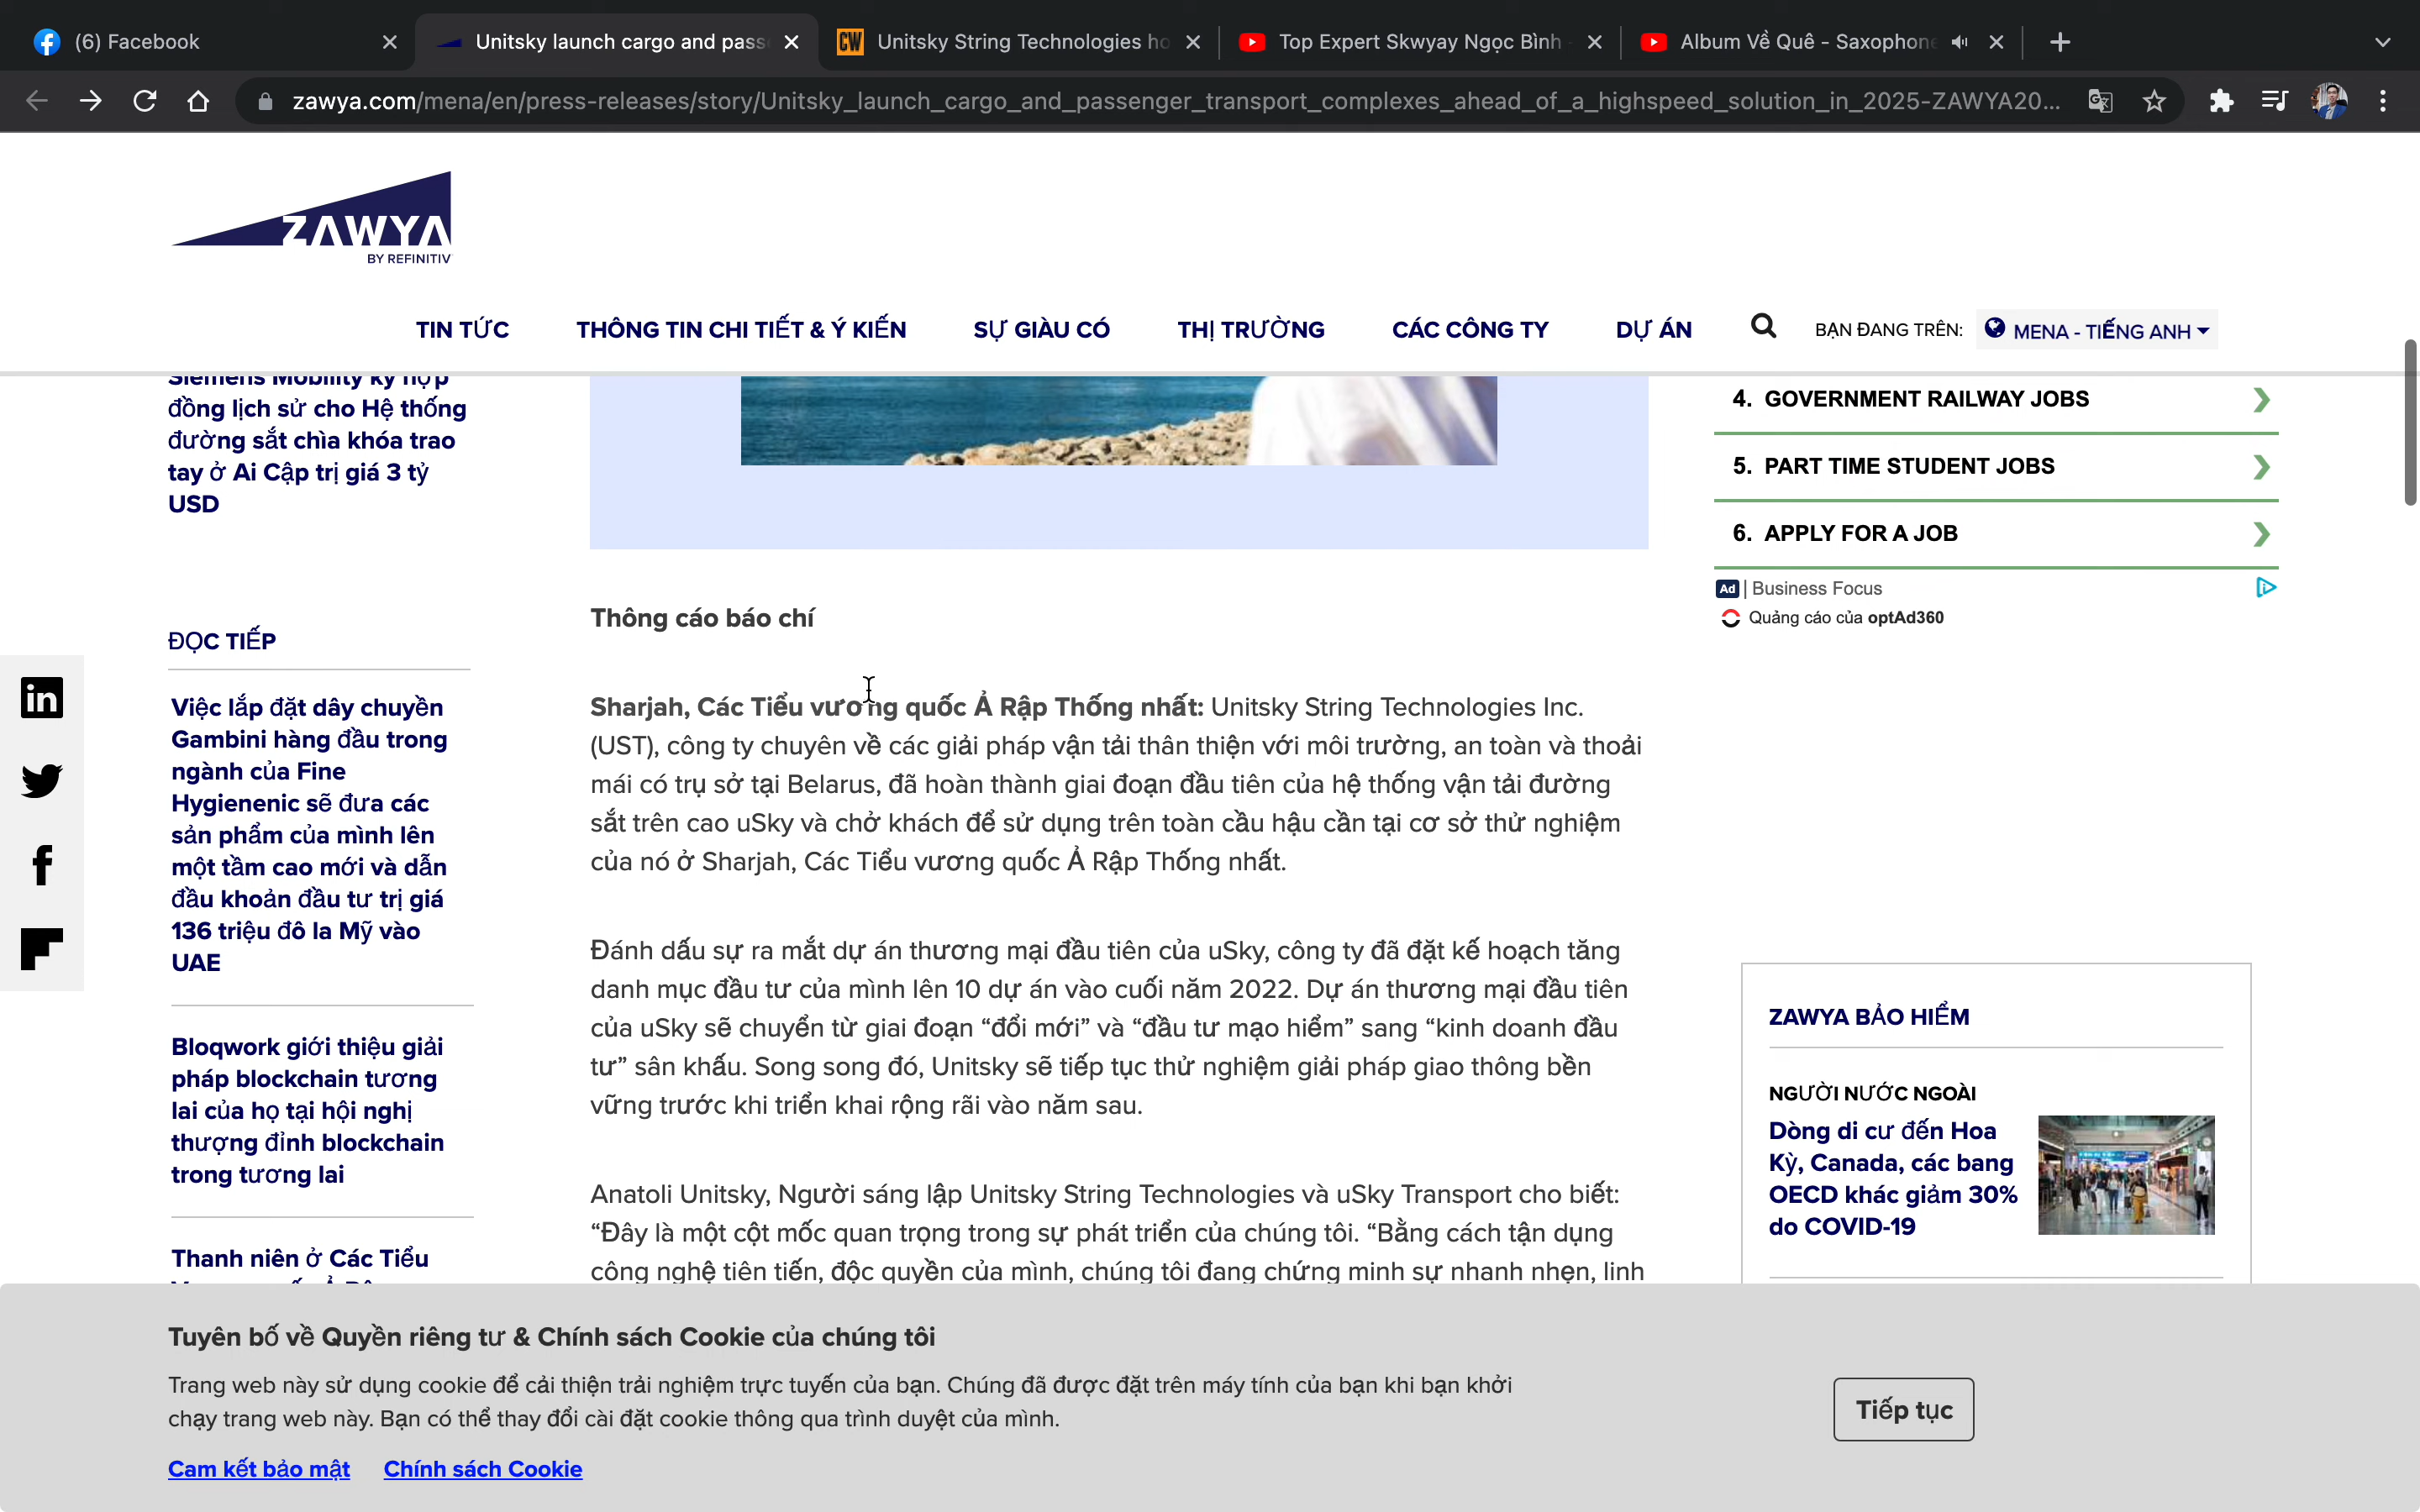 (6) Facebook
Unitsky launch cargo and pass
Unitsky String Technologies ho
Top Expert Skwyay Ngọc Bình
Album Về Quê - Saxophone
zawya.com/mena/en/press-releases/story/Unitsky_launch_cargo_and_passenger_transport_complexes_ahead_of_a_highspeed_solution_in_2025-ZAWYA20...
ZAWYA
BY REFINITIV
TIN TỨC
THÔNG TIN CHI TIẾT & Ý KIẾN
SỰ GIÀU CÓ
THỊ TRƯỜNG
CÁC CÔNG TY
DỰ ÁN
BẠN ĐANG TRÊN:
MENA - TIẾNG ANH
Siemens Mobility ký hợp
đồng lịch sử cho Hệ thống
đường sắt chìa khóa trao
tay ở Ai Cập trị giá 3 tỷ
USD
ĐỌC TIẾP
Việc lắp đặt dây chuyền
Gambini hàng đầu trong
ngành của Fine
Hygienenic sẽ đưa các
sản phẩm của mình lên
một tầm cao mới và dẫn
đầu khoản đầu tư trị giá
136 triệu đô la Mỹ vào
UAE
Bloqwork giới thiệu giải
pháp blockchain tương
lai của họ tại hội nghị
thượng đỉnh blockchain
trong tương lai
Thanh niên ở Các Tiểu
Thông cáo báo chí
Sharjah, Các Tiểu vương quốc Ả Rập Thống nhất: Unitsky String Technologies Inc.
(UST), công ty chuyên về các giải pháp vận tải thân thiện với môi trường, an toàn và thoải
mái có trụ sở tại Belarus, đã hoàn thành giai đoạn đầu tiên của hệ thống vận tải đường
sắt trên cao uSky và chở khách để sử dụng trên toàn cầu hậu cần tại cơ sở thử nghiệm
của nó ở Sharjah, Các Tiểu vương quốc Ả Rập Thống nhất.
Đánh dấu sự ra mắt dự án thương mại đầu tiên của uSky, công ty đã đặt kế hoạch tăng
danh mục đầu tư của mình lên 10 dự án vào cuối năm 2022. Dự án thương mại đầu tiên
của uSky sẽ chuyển từ giai đoạn “đổi mới” và “đầu tư mạo hiểm” sang “kinh doanh đầu
tư” sân khấu. Song song đó, Unitsky sẽ tiếp tục thử nghiệm giải pháp giao thông bền
vững trước khi triển khai rộng rãi vào năm sau.
Anatoli Unitsky, Người sáng lập Unitsky String Technologies và uSky Transport cho biết:
“Đây là một cột mốc quan trọng trong sự phát triển của chúng tôi. “Bằng cách tận dụng
công nghệ tiên tiến, độc quyền của mình, chúng tôi đang chứng minh sự nhanh nhẹn, linh
4. GOVERNMENT RAILWAY JOBS
5. PART TIME STUDENT JOBS
6. APPLY FOR A JOB
Ad | Business Focus
Quảng cáo của optAd360
ZAWYA BẢO HIỂM
NGƯỜI NƯỚC NGOÀI
Dòng di cư đến Hoa
Kỳ, Canada, các bang
OECD khác giảm 30%
do COVID-19
Tuyên bố về Quyền riêng tư & Chính sách Cookie của chúng tôi
Trang web này sử dụng cookie để cải thiện trải nghiệm trực tuyến của bạn. Chúng đã được đặt trên máy tính của bạn khi bạn khởi
chạy trang web này. Bạn có thể thay đổi cài đặt cookie thông qua trình duyệt của mình.
Cam kết bảo mật
Chính sách Cookie
Tiếp tục